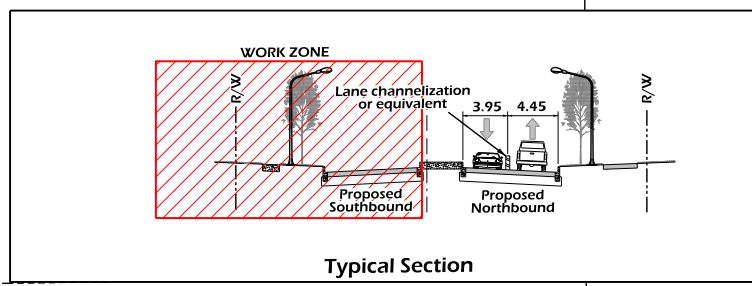 WORK ZONE
R/W
Lane channelization
or equivalent
3.95
4.45
R/W
Proposed
Southbound
Proposed
Northbound
Typical Section